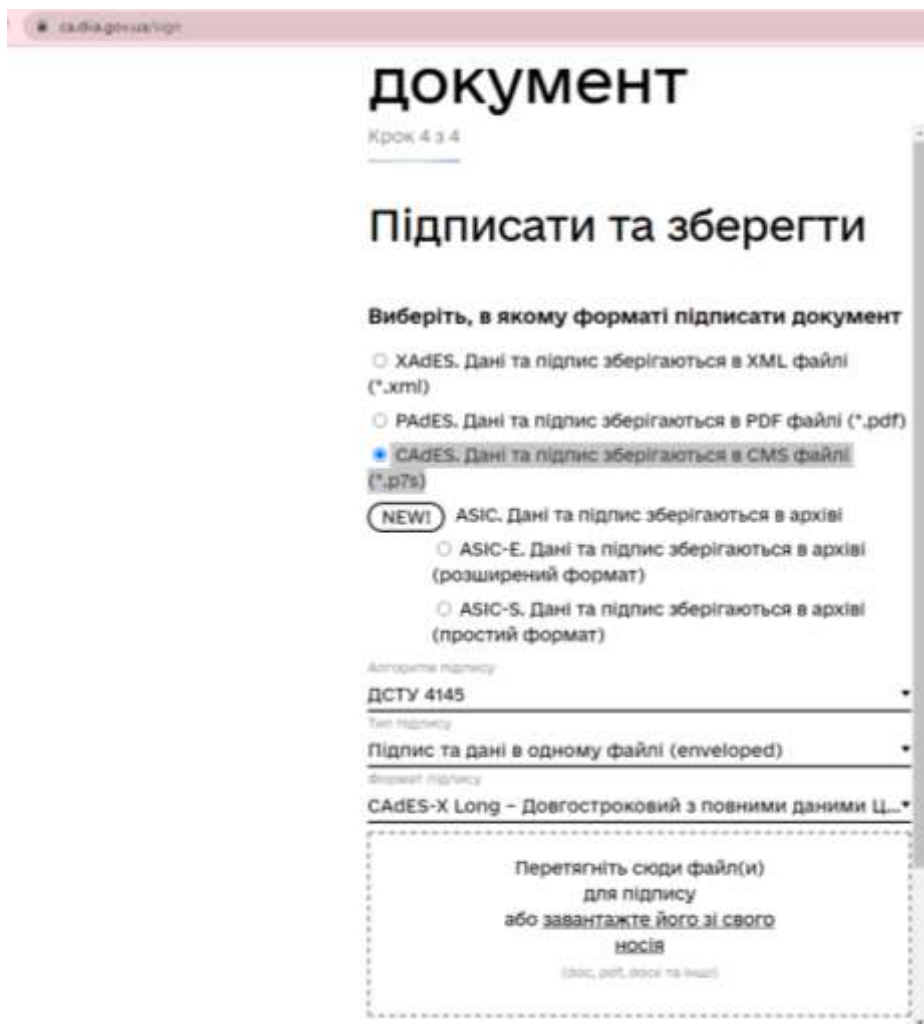 ca.diia.gov.ua/sign
документ
Крок 4 з 4
Підписати та зберегти
Виберіть, в якому форматі підписати документ
XAdES. Дані та підпис зберігаються в XML файлі
(*.xml)
PAdES. Дані та підпис зберігаються в PDF файлі (*.pdf)
CAdES. Дані та підпис зберігаються в CMS файлі
(*.p7s)
NEW! ASIC. Дані та підпис зберігаються в архіві
ASIC-E. Дані та підпис зберігаються в архіві
(розширений формат)
ASIC-S. Дані та підпис зберігаються в архіві
(простий формат)
Алгоритм підпису
ДСТУ 4145
Тип підпису
Підпис та дані в одному файлі (enveloped)
Формат підпису
CAdES-X Long – Довгостроковий з повними даними Ц...
Перетягніть сюди файл(и)
для підпису
або завантажте його зі свого
носія
(doc, pdf, docx та інші)